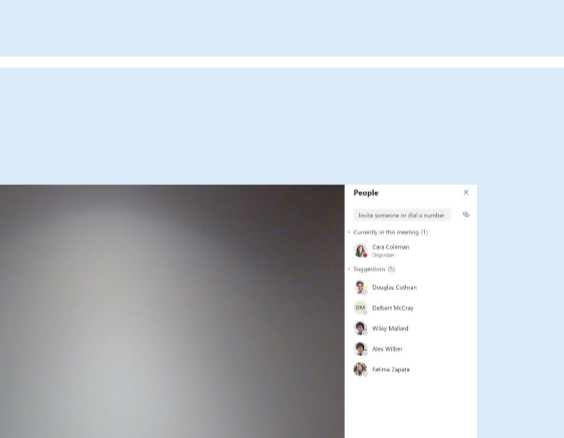 People
Invite someone or dial a number
Currently in this meeting (1)
Cara Coleman
Organizer
Suggestions (5)
Douglas Cothran
DM
Delbert McCray
Wiley Mallard
Alex Wilber
Fatima Zapata